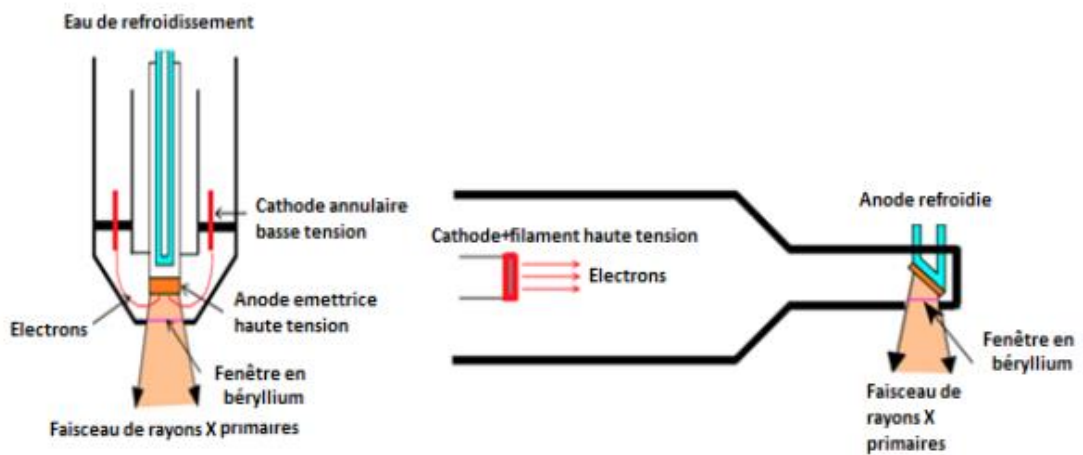 Eau de refroidissement
Cathode annulaire
basse tension
Anode emettrice
haute tension
Electrons
Fenêtre en
béryllium
Faisceau de rayons X primaires
Anode refroidie
Cathode+filament haute tension
Electrons
Fenêtre en
béryllium
Faisceau de
rayons X
primaires